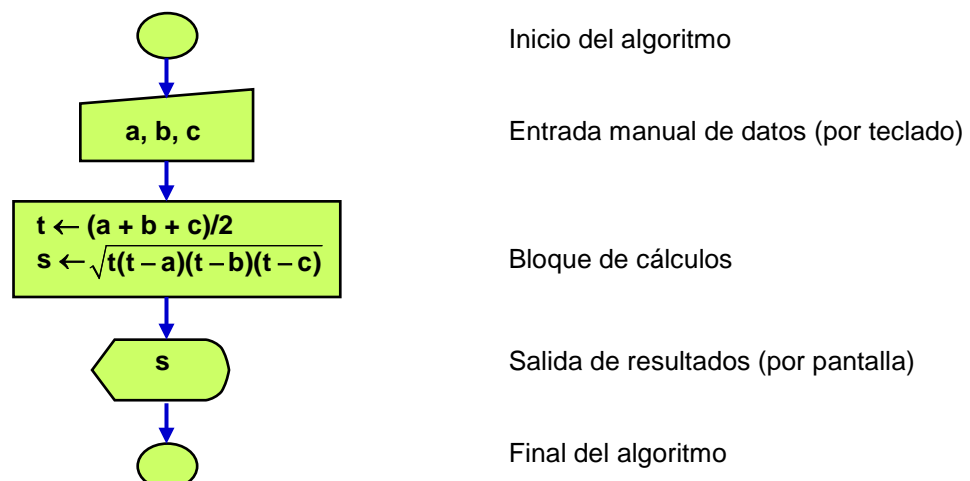 Inicio del algoritmo
a, b, c
Entrada manual de datos (por teclado)
t ← (a + b + c)/2
s ← √t(t – a)(t – b)(t – c)
Bloque de cálculos
s
Salida de resultados (por pantalla)
Final del algoritmo